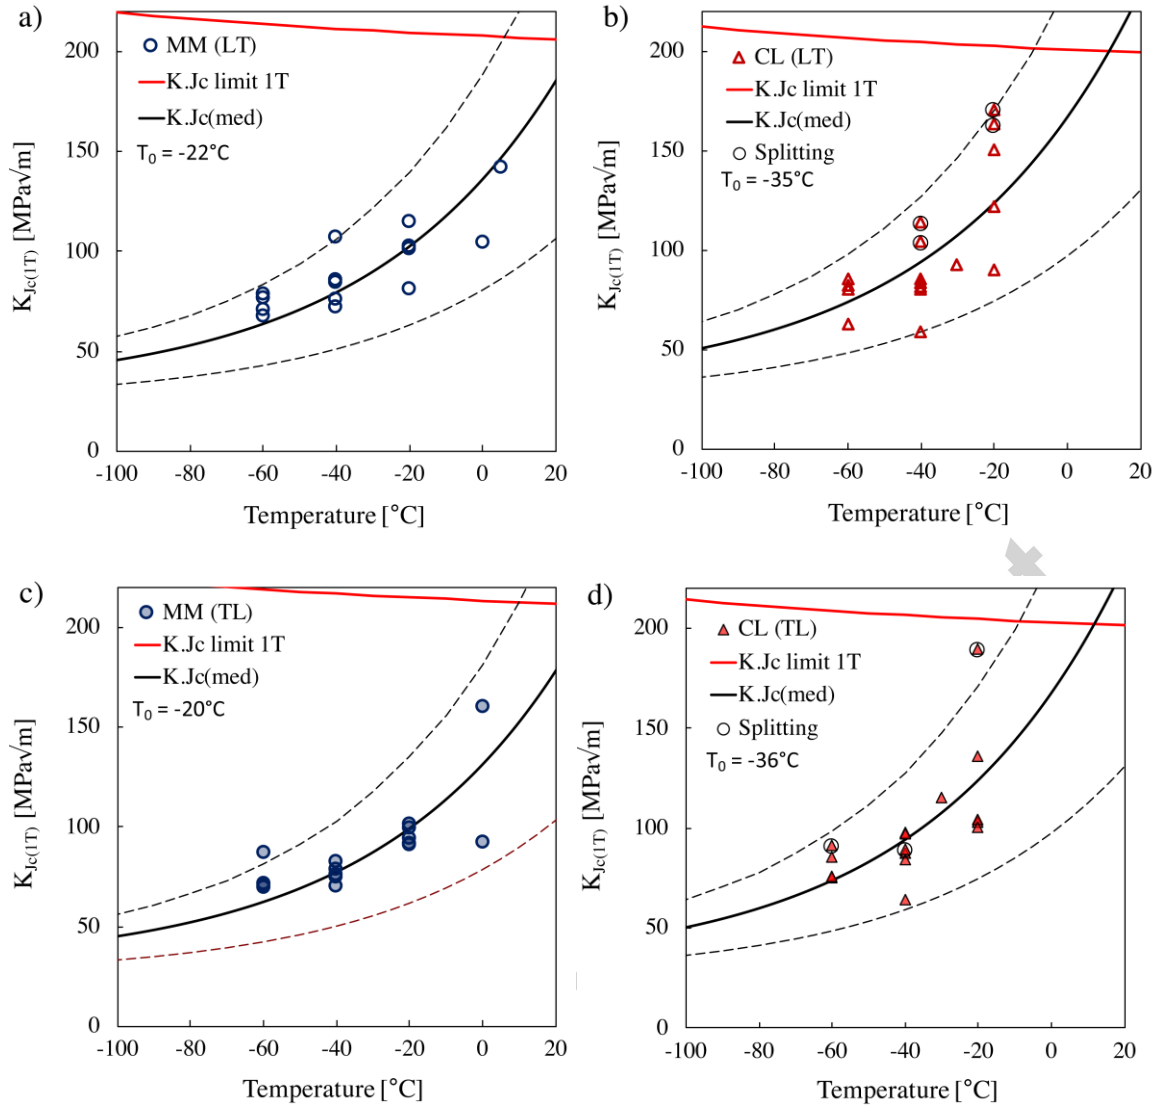 a)
MM (LT)
K.Jc limit 1T
K.Jc(med)
T₀ = -22°C
K_Jc(1T) [MPa√m]
200
150
100
50
0
-100 -80 -60 -40 -20 0 20
Temperature [°C]
b)
CL (LT)
K.Jc limit 1T
K.Jc(med)
Splitting
T₀ = -35°C
K_Jc(1T) [MPa√m]
200
150
100
50
0
-100 -80 -60 -40 -20 0 20
Temperature [°C]
c)
MM (TL)
K.Jc limit 1T
K.Jc(med)
T₀ = -20°C
K_Jc(1T) [MPa√m]
200
150
100
50
0
-100 -80 -60 -40 -20 0 20
Temperature [°C]
d)
CL (TL)
K.Jc limit 1T
K.Jc(med)
Splitting
T₀ = -36°C
K_Jc(1T) [MPa√m]
200
150
100
50
0
-100 -80 -60 -40 -20 0 20
Temperature [°C]